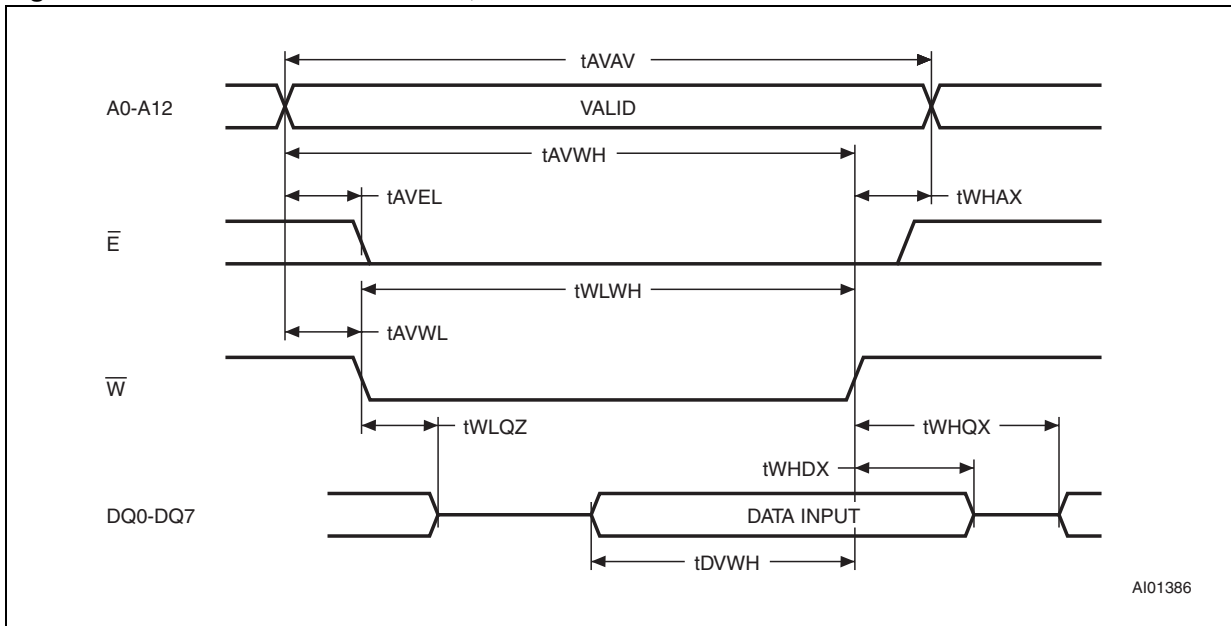 tAVAV
A0-A12
VALID
tAVWH
tAVEL
tWHAX
E̅
tWLWH
tAVWL
W̅
tWLQZ
tWHQX
tWHDX
DQ0-DQ7
DATA INPUT
tDVWH
AI01386